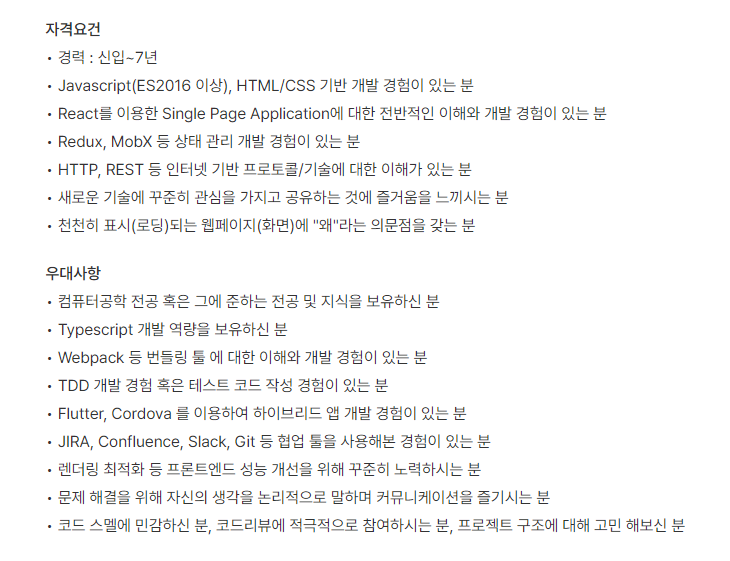 자격요건
• 경력 : 신입~7년
• Javascript(ES2016 이상), HTML/CSS 기반 개발 경험이 있는 분
• React를 이용한 Single Page Application에 대한 전반적인 이해와 개발 경험이 있는 분
• Redux, MobX 등 상태 관리 개발 경험이 있는 분
• HTTP, REST 등 인터넷 기반 프로토콜/기술에 대한 이해가 있는 분
• 새로운 기술에 꾸준히 관심을 가지고 공유하는 것에 즐거움을 느끼시는 분
• 천천히 표시(로딩)되는 웹페이지(화면)에 "왜"라는 의문점을 갖는 분
우대사항
• 컴퓨터공학 전공 혹은 그에 준하는 전공 및 지식을 보유하신 분
• Typescript 개발 역량을 보유하신 분
• Webpack 등 번들링 툴 에 대한 이해와 개발 경험이 있는 분
• TDD 개발 경험 혹은 테스트 코드 작성 경험이 있는 분
• Flutter, Cordova 를 이용하여 하이브리드 앱 개발 경험이 있는 분
• JIRA, Confluence, Slack, Git 등 협업 툴을 사용해본 경험이 있는 분
• 렌더링 최적화 등 프론트엔드 성능 개선을 위해 꾸준히 노력하시는 분
• 문제 해결을 위해 자신의 생각을 논리적으로 말하며 커뮤니케이션을 즐기시는 분
• 코드 스멜에 민감하신 분, 코드리뷰에 적극적으로 참여하시는 분, 프로젝트 구조에 대해 고민 해보신 분